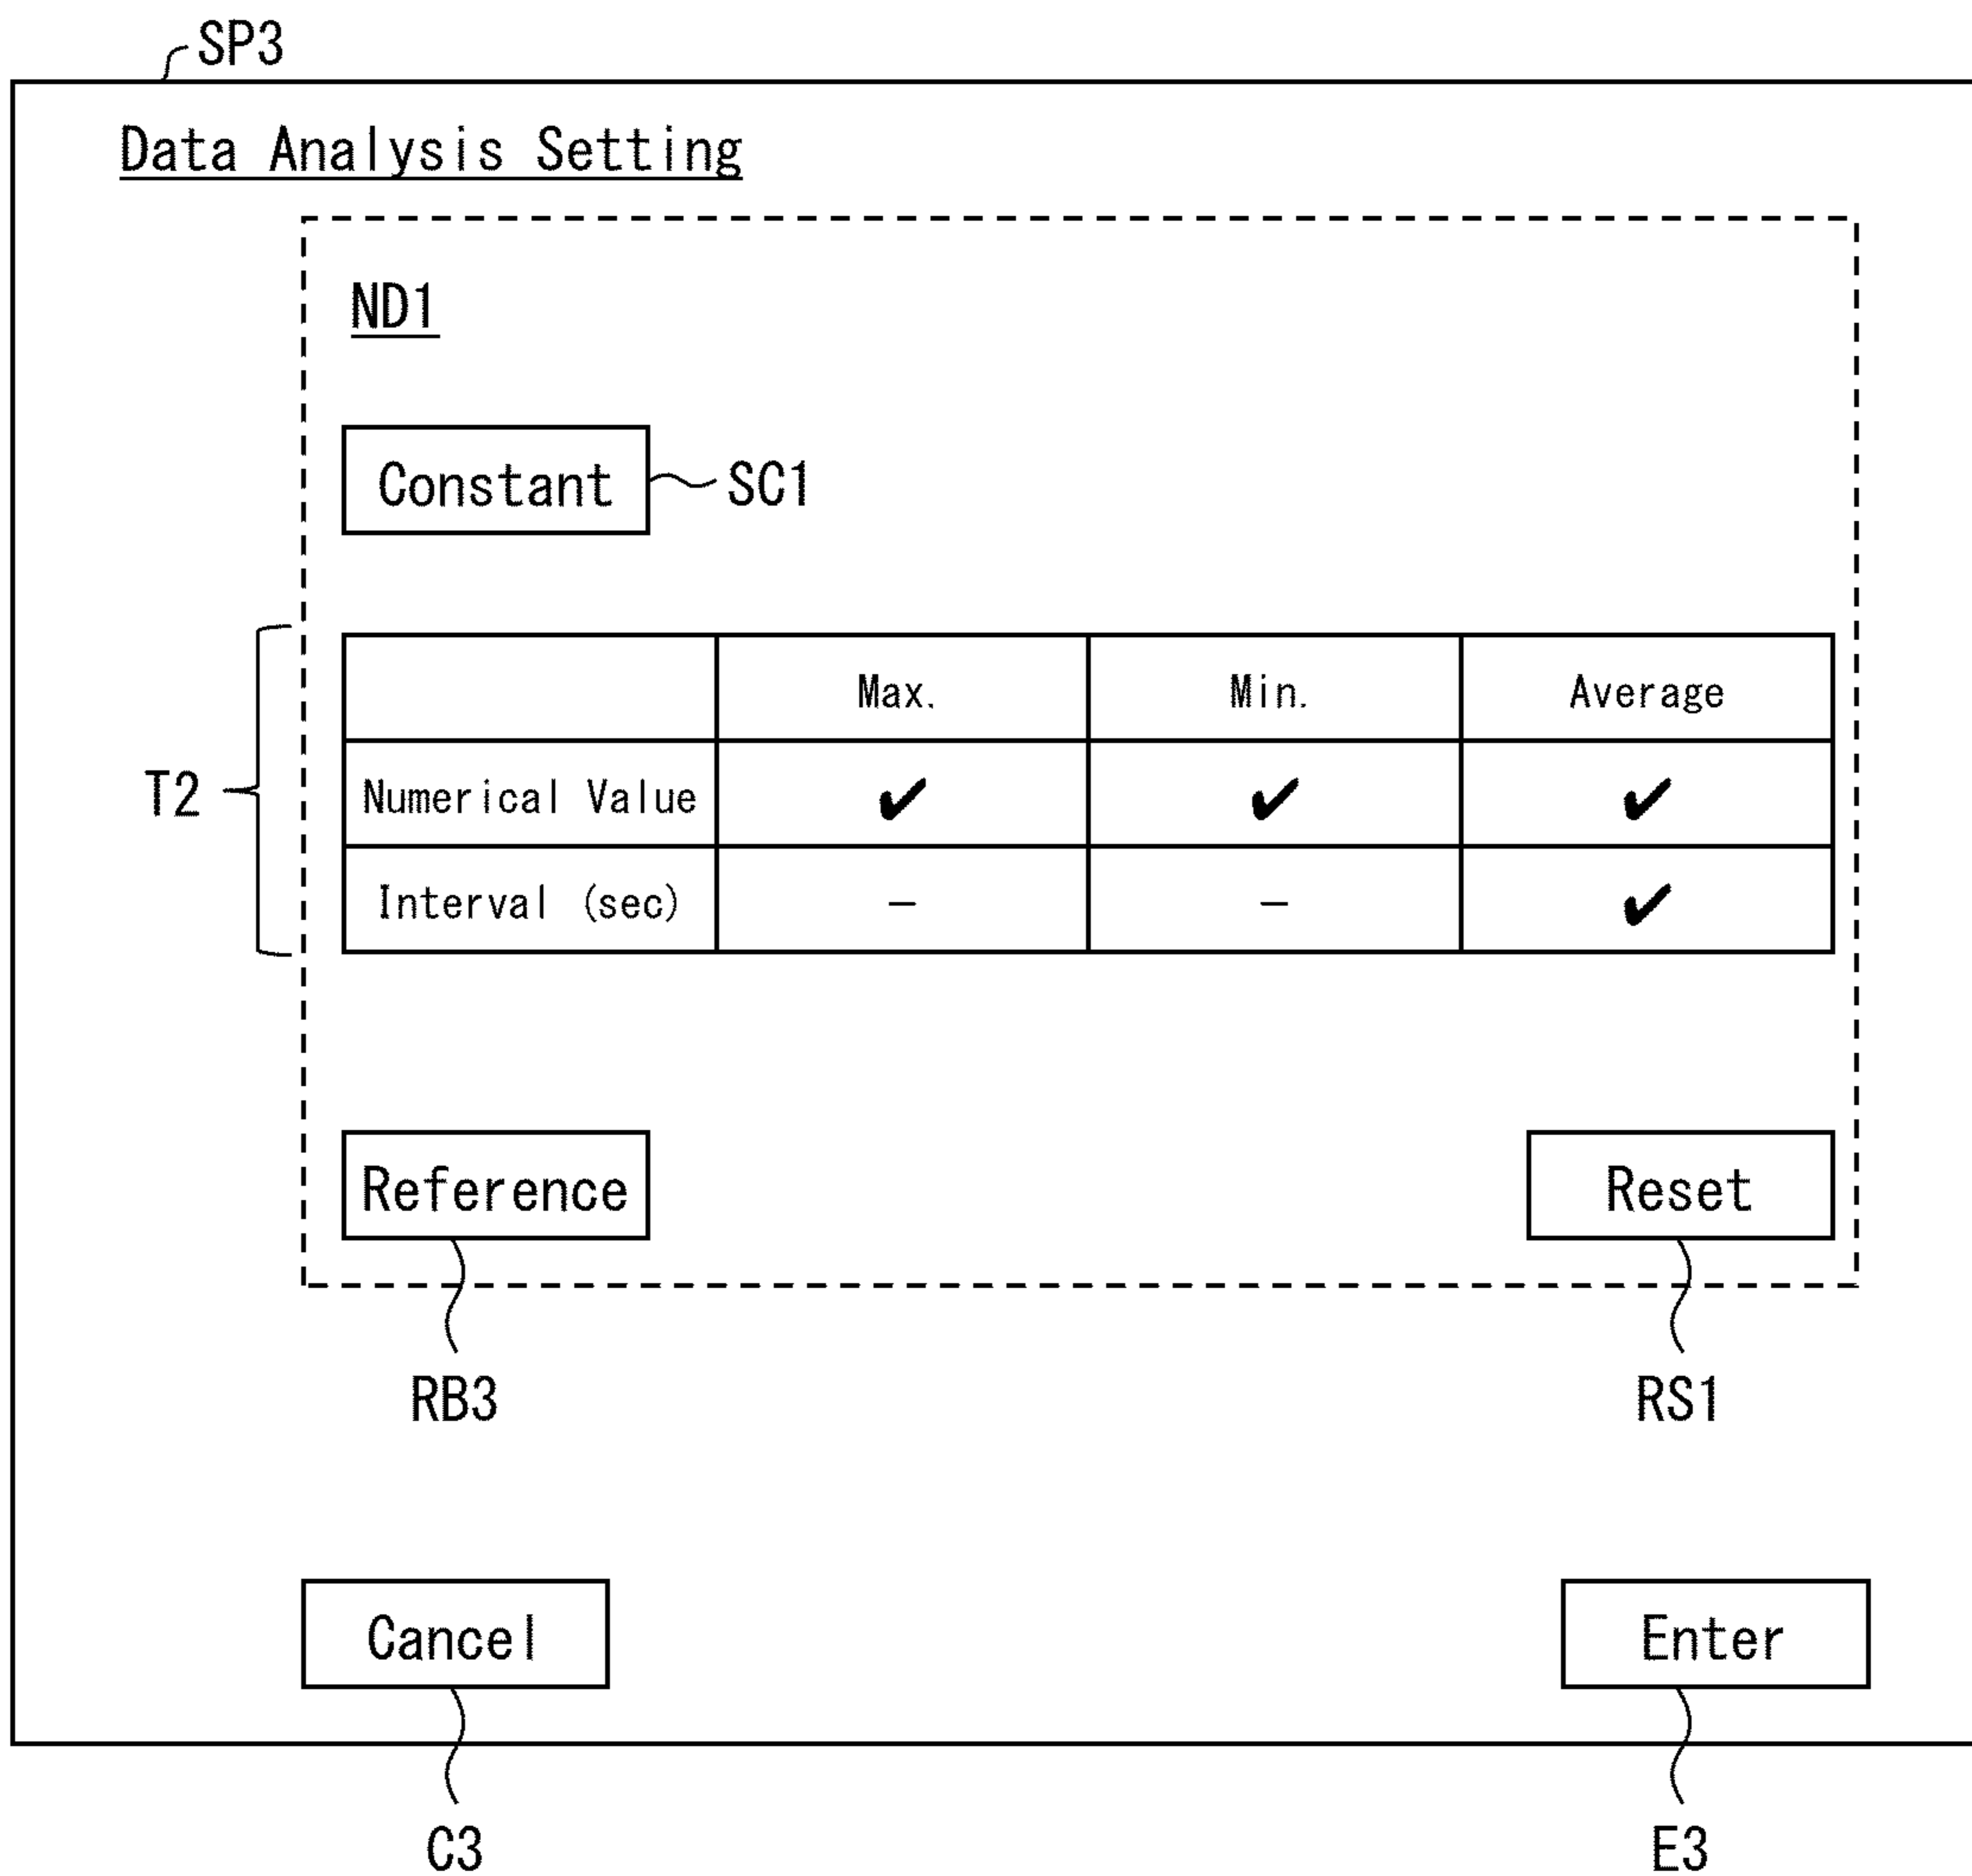 SP3
Data Analysis Setting
ND1
Constant SC1
Max. Min. Average
T2
Numerical Value ✔ ✔ ✔
Interval (sec) − − ✔
Reference Reset
RB3 RS1
Cancel Enter
C3 E3